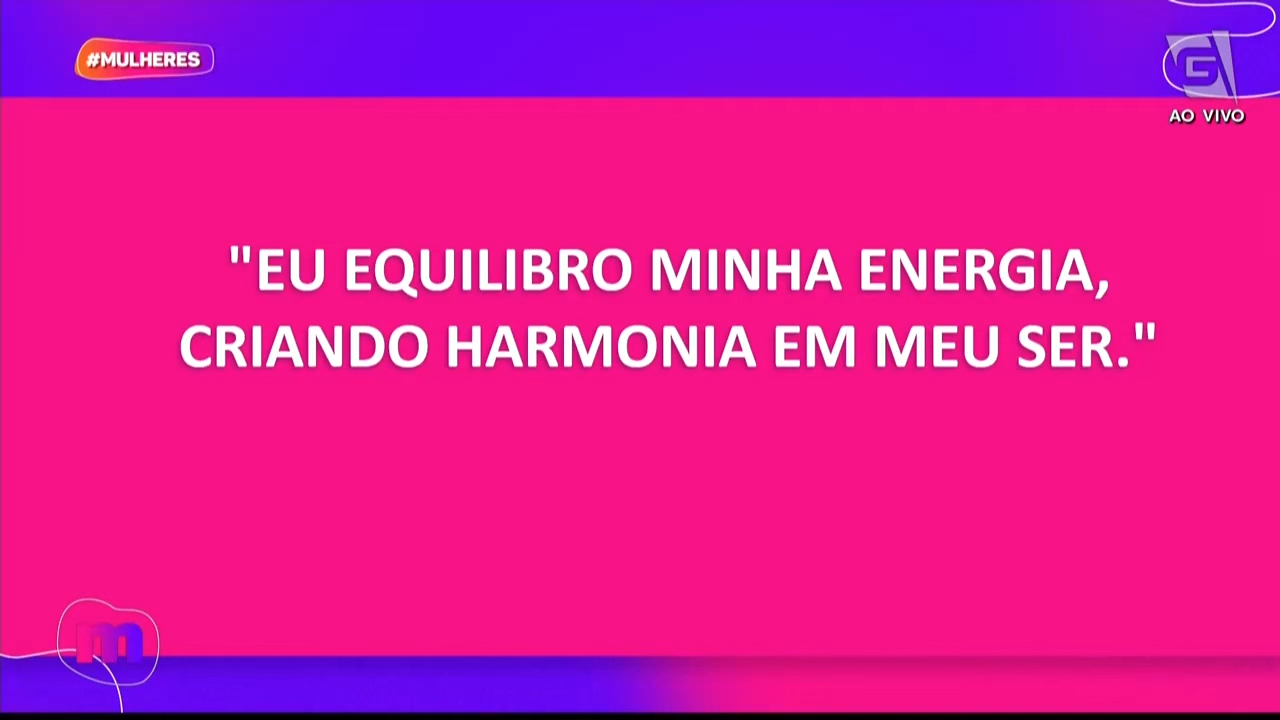 #MULHERES
G
AO VIVO
"EU EQUILIBRO MINHA ENERGIA,
CRIANDO HARMONIA EM MEU SER."
m